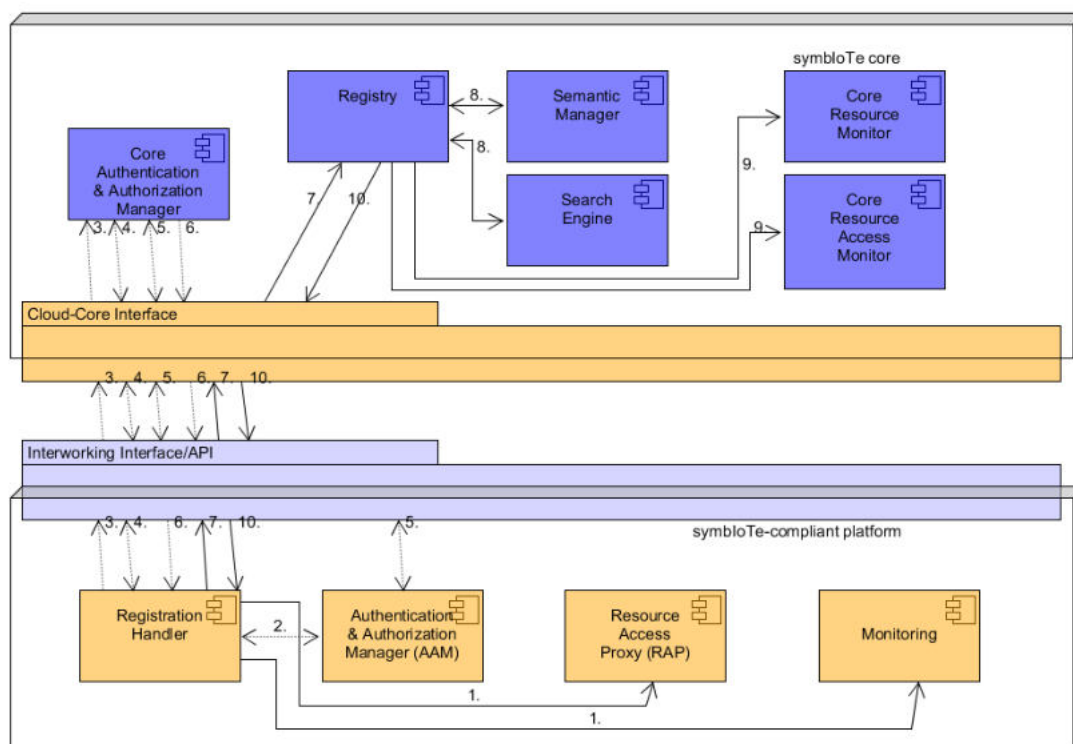 symbIoTe core
Registry
8.
Semantic
Manager
Core
Resource
Monitor
Core
Authentication
& Authorization
Manager
8.
9.
Search
Engine
Core
Resource
Access
Monitor
7.
10.
9.
3.
4.
5.
6.
Cloud-Core Interface
3.
4.
5.
6.
7.
10.
Interworking Interface/API
3.
4.
6.
7.
10.
5.
symbIoTe-compliant platform
Registration
Handler
2.
Authentication
& Authorization
Manager (AAM)
Resource
Access
Proxy (RAP)
Monitoring
1.
1.